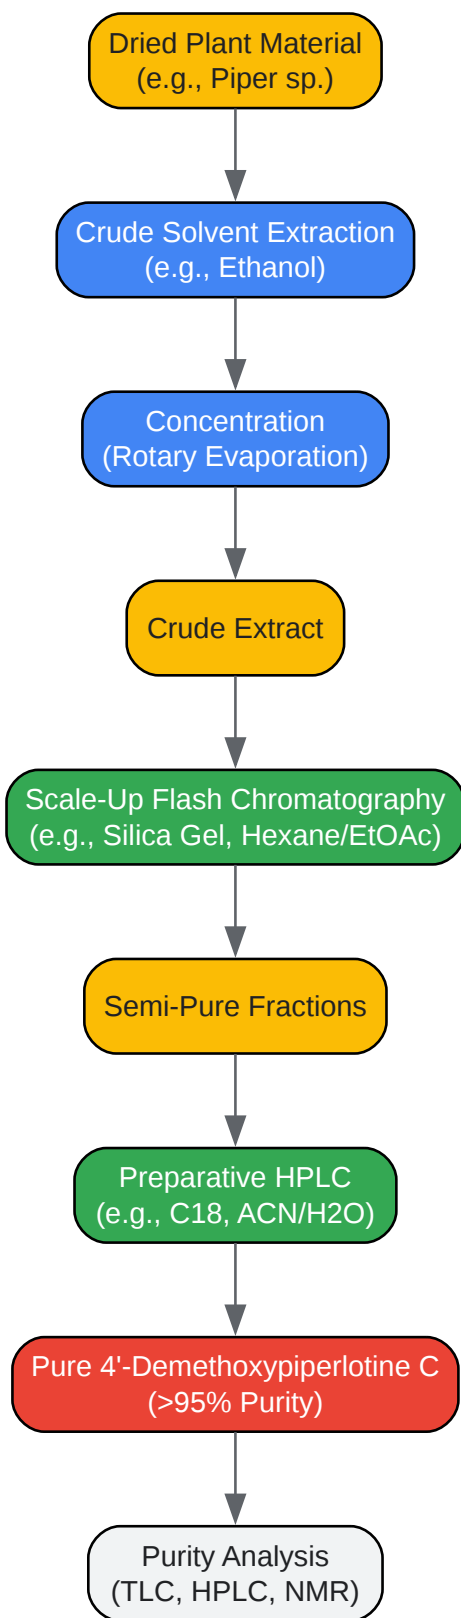 Dried Plant Material
(e.g., Piper sp.)
Crude Solvent Extraction
(e.g., Ethanol)
Concentration
(Rotary Evaporation)
Crude Extract
Scale-Up Flash Chromatography
(e.g., Silica Gel, Hexane/EtOAc)
Semi-Pure Fractions
Preparative HPLC
(e.g., C18, ACN/H2O)
Pure 4'-Demethoxypiperlotine C
(>95% Purity)
Purity Analysis
(TLC, HPLC, NMR)